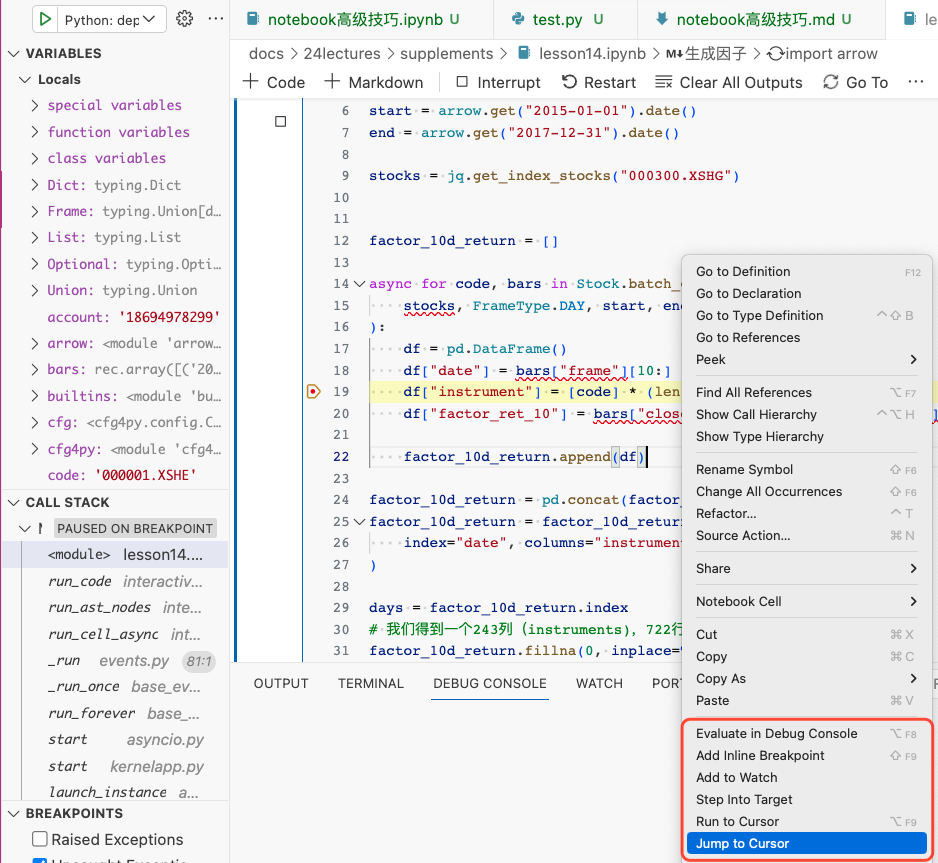 Python: dep
notebook高级技巧.ipynb U
test.py U
notebook高级技巧.md U
VARIABLES
Locals
special variables
function variables
class variables
Dict: typing.Dict
Frame: typing.Union[d…
List: typing.List
Optional: typing.Opti…
Union: typing.Union
account: '18694978299'
arrow: <module 'arrow…
bars: rec.array([('20…
builtins: <module 'bu…
cfg: <cfg4py.config.C…
cfg4py: <module 'cfg4…
code: '000001.XSHE'
CALL STACK
PAUSED ON BREAKPOINT
<module> lesson14....
run_code interactiv...
run_ast_nodes inte...
run_cell_async int...
_run events.py 81:1
_run_once base_ev...
run_forever base_...
start asyncio.py
start kernelapp.py
launch_instance a...
BREAKPOINTS
Raised Exceptions
docs > 24lectures > supplements > lesson14.ipynb > M↓生成因子 > import arrow
+ Code + Markdown Interrupt Restart Clear All Outputs Go To ···
6 start = arrow.get("2015-01-01").date()
7 end = arrow.get("2017-12-31").date()
8
9 stocks = jq.get_index_stocks("000300.XSHG")
10
11
12 factor_10d_return = []
13
14 async for code, bars in Stock.batch_
15 stocks, FrameType.DAY, start, end
16 ):
17 df = pd.DataFrame()
18 df["date"] = bars["frame"][10:]
19 df["instrument"] = [code] * (len
20 df["factor_ret_10"] = bars["close
21
22 factor_10d_return.append(df)
23
24 factor_10d_return = pd.concat(factor_
25 factor_10d_return = factor_10d_return
26 index="date", columns="instrument
27 )
28
29 days = factor_10d_return.index
30 # 我们得到一个243列（instruments), 722行
31 factor_10d_return.fillna(0, inplace=
OUTPUT TERMINAL DEBUG CONSOLE WATCH PORT
Go to Definition F12
Go to Declaration
Go to Type Definition ^⇧B
Go to References
Peek
Find All References ⌥F7
Show Call Hierarchy ^⌥H
Show Type Hierarchy
Rename Symbol ⇧F6
Change All Occurrences ⇧F6
Refactor... ^T
Source Action... ⌘N
Share
Notebook Cell
Cut ⌘X
Copy ⌘C
Copy As
Paste ⌘V
Evaluate in Debug Console ⌥F8
Add Inline Breakpoint ⇧F9
Add to Watch
Step Into Target
Run to Cursor ⌥F9
Jump to Cursor